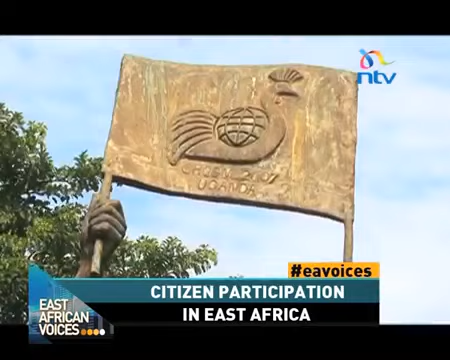 ntv
CHOGM 2007
UGANDA
#eavoices
CITIZEN PARTICIPATION
IN EAST AFRICA
EAST
AFRICAN
VOICES